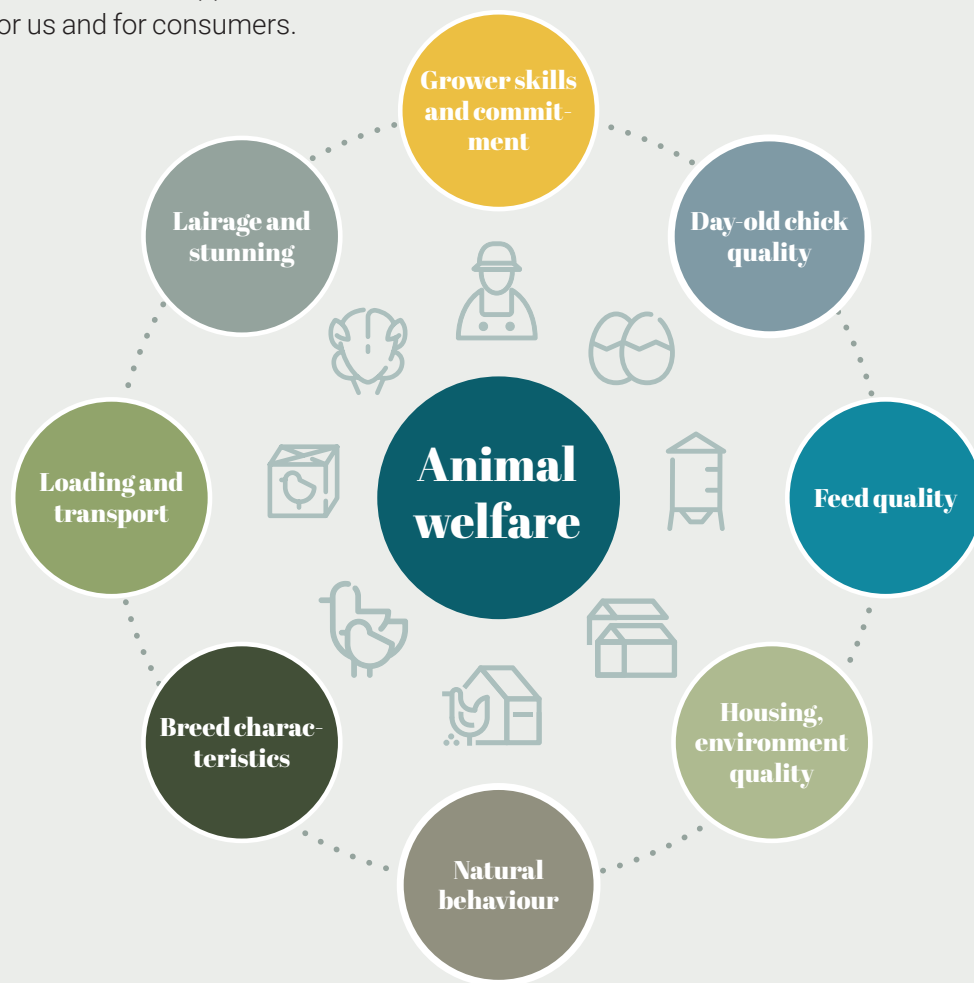 or us and for consumers.
Grower skills
and commit-
ment
Day-old chick
quality
Feed quality
Housing,
environment
quality
Natural
behaviour
Breed charac-
teristics
Loading and
transport
Lairage and
stunning
Animal
welfare